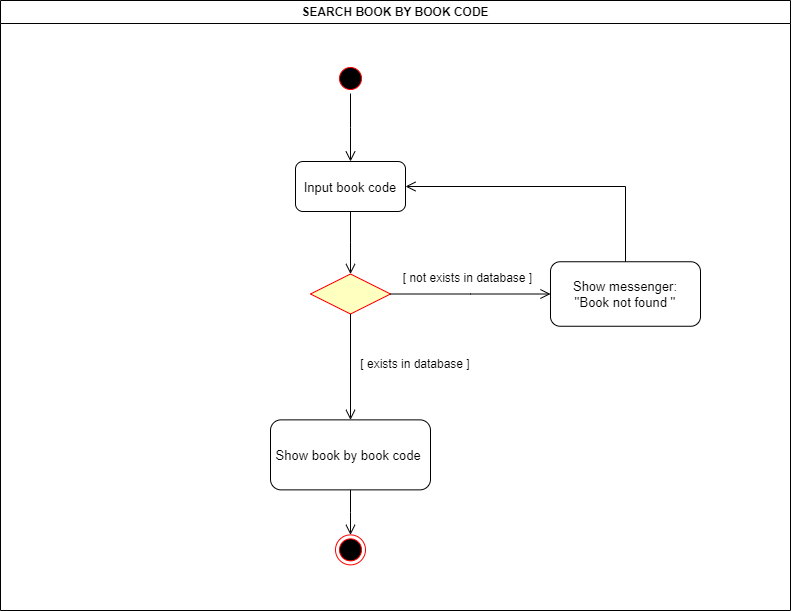 SEARCH BOOK BY BOOK CODE
Input book code
[ not exists in database ]
Show messenger:
"Book not found "
[ exists in database ]
Show book by book code